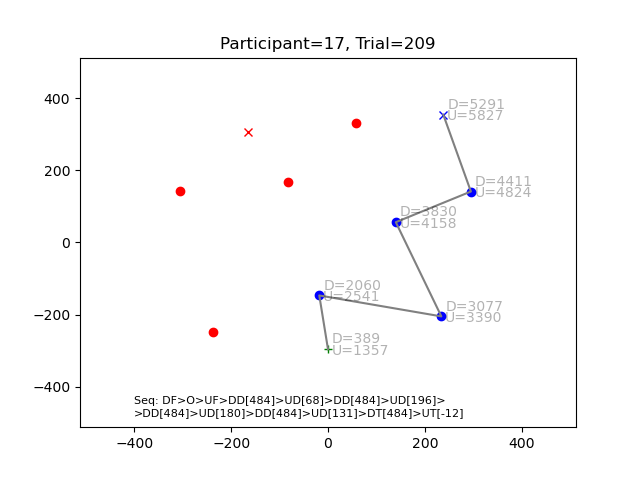 Participant=17, Trial=209
400
200
0
−200
−400
D=5291
U=5827
D=4411
U=4824
D=3830
U=4158
D=2060
U=2541
D=3077
U=3390
D=389
U=1357
Seq: DF>O>UF>DD[484]>UD[68]>DD[484]>UD[196]>
>DD[484]>UD[180]>DD[484]>UD[131]>DT[484]>UT[-12]
−400 −200 0 200 400